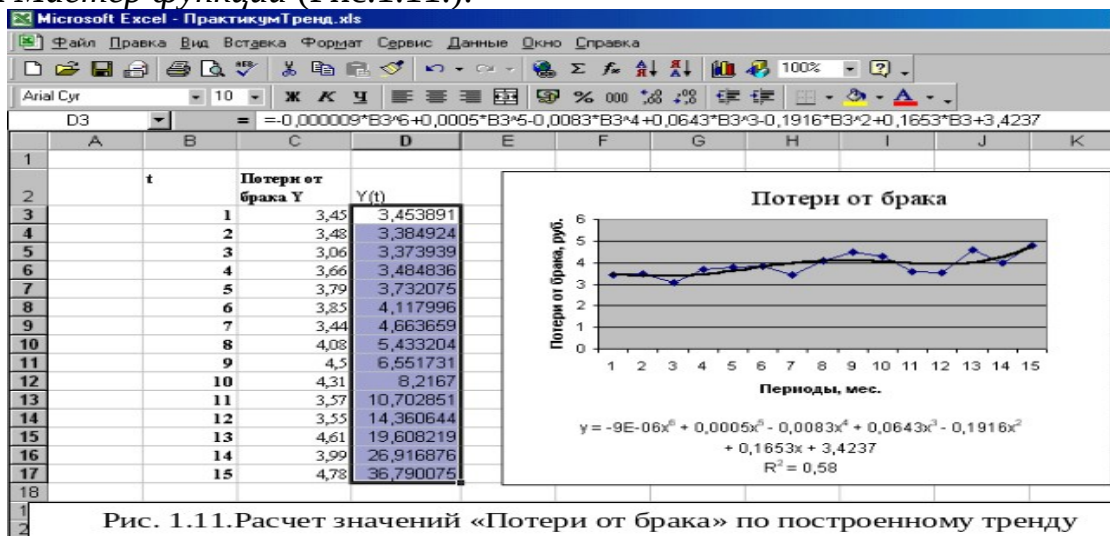 Мастер функций (Рис.1.11.).
Microsoft Excel - ПрактикумТренд.xls
Файл Правка Вид Вставка Формат Сервис Данные Окно Справка
100%
Arial Cyr 10 Ж К Ч % 000
D3 = =-0,000009*B3^6+0,0005*B3^5-0,0083*B3^4+0,0643*B3^3-0,1916*B3^2+0,1653*B3+3,4237
A B C D E F G H I J K
1
2 t Потери от брака Y Y(t)
3 1 3,45 3,453891
4 2 3,48 3,384924
5 3 3,06 3,373939
6 4 3,66 3,484836
7 5 3,79 3,732075
8 6 3,85 4,117996
9 7 3,44 4,663659
10 8 4,08 5,433204
11 9 4,5 6,551731
12 10 4,31 8,2167
13 11 3,57 10,702851
14 12 3,55 14,360644
15 13 4,61 19,608219
16 14 3,99 26,916876
17 15 4,78 36,790075
18
Потери от брака
Потери от брака, руб.
6
5
4
3
2
1
0
1 2 3 4 5 6 7 8 9 10 11 12 13 14 15
Периоды, мес.
y = -9E-06x⁶ + 0,0005x⁵ - 0,0083x⁴ + 0,0643x³ - 0,1916x²
+ 0,1653x + 3,4237
R² = 0,58
Рис. 1.11.Расчет значений «Потери от брака» по построенному тренду